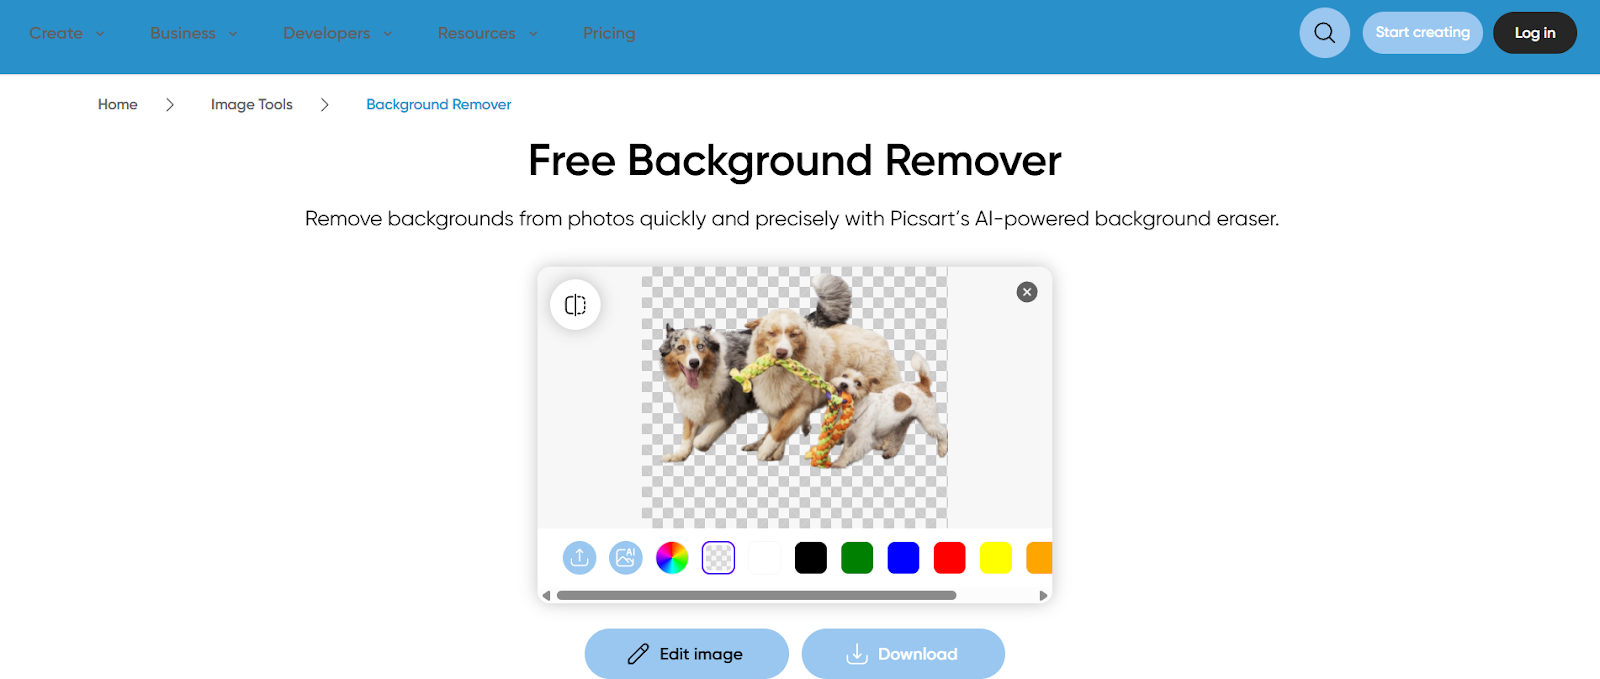 Create Business Developers Resources Pricing Start creating Log in
Home Image Tools Background Remover
Free Background Remover
Remove backgrounds from photos quickly and precisely with Picsart’s AI-powered background eraser.
AI
Edit image Download